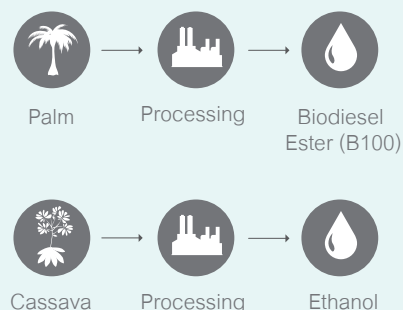 Palm
Processing
Biodiesel
Ester (B100)
Cassava
Processing
Ethanol